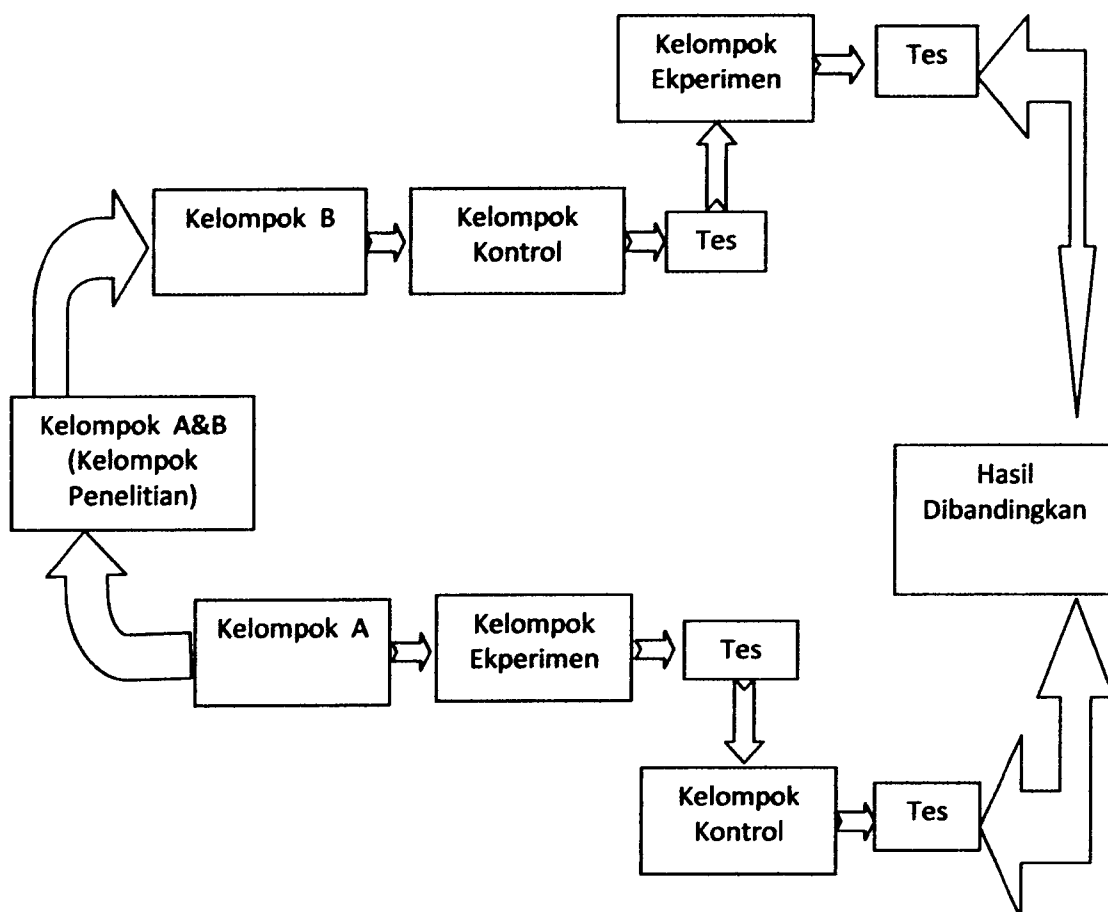 Kelompok
Ekperimen
Tes
Kelompok B
Kelompok
Kontrol
Tes
Kelompok A&B
(Kelompok
Penelitian)
Hasil
Dibandingkan
Kelompok A
Kelompok
Ekperimen
Tes
Kelompok
Kontrol
Tes